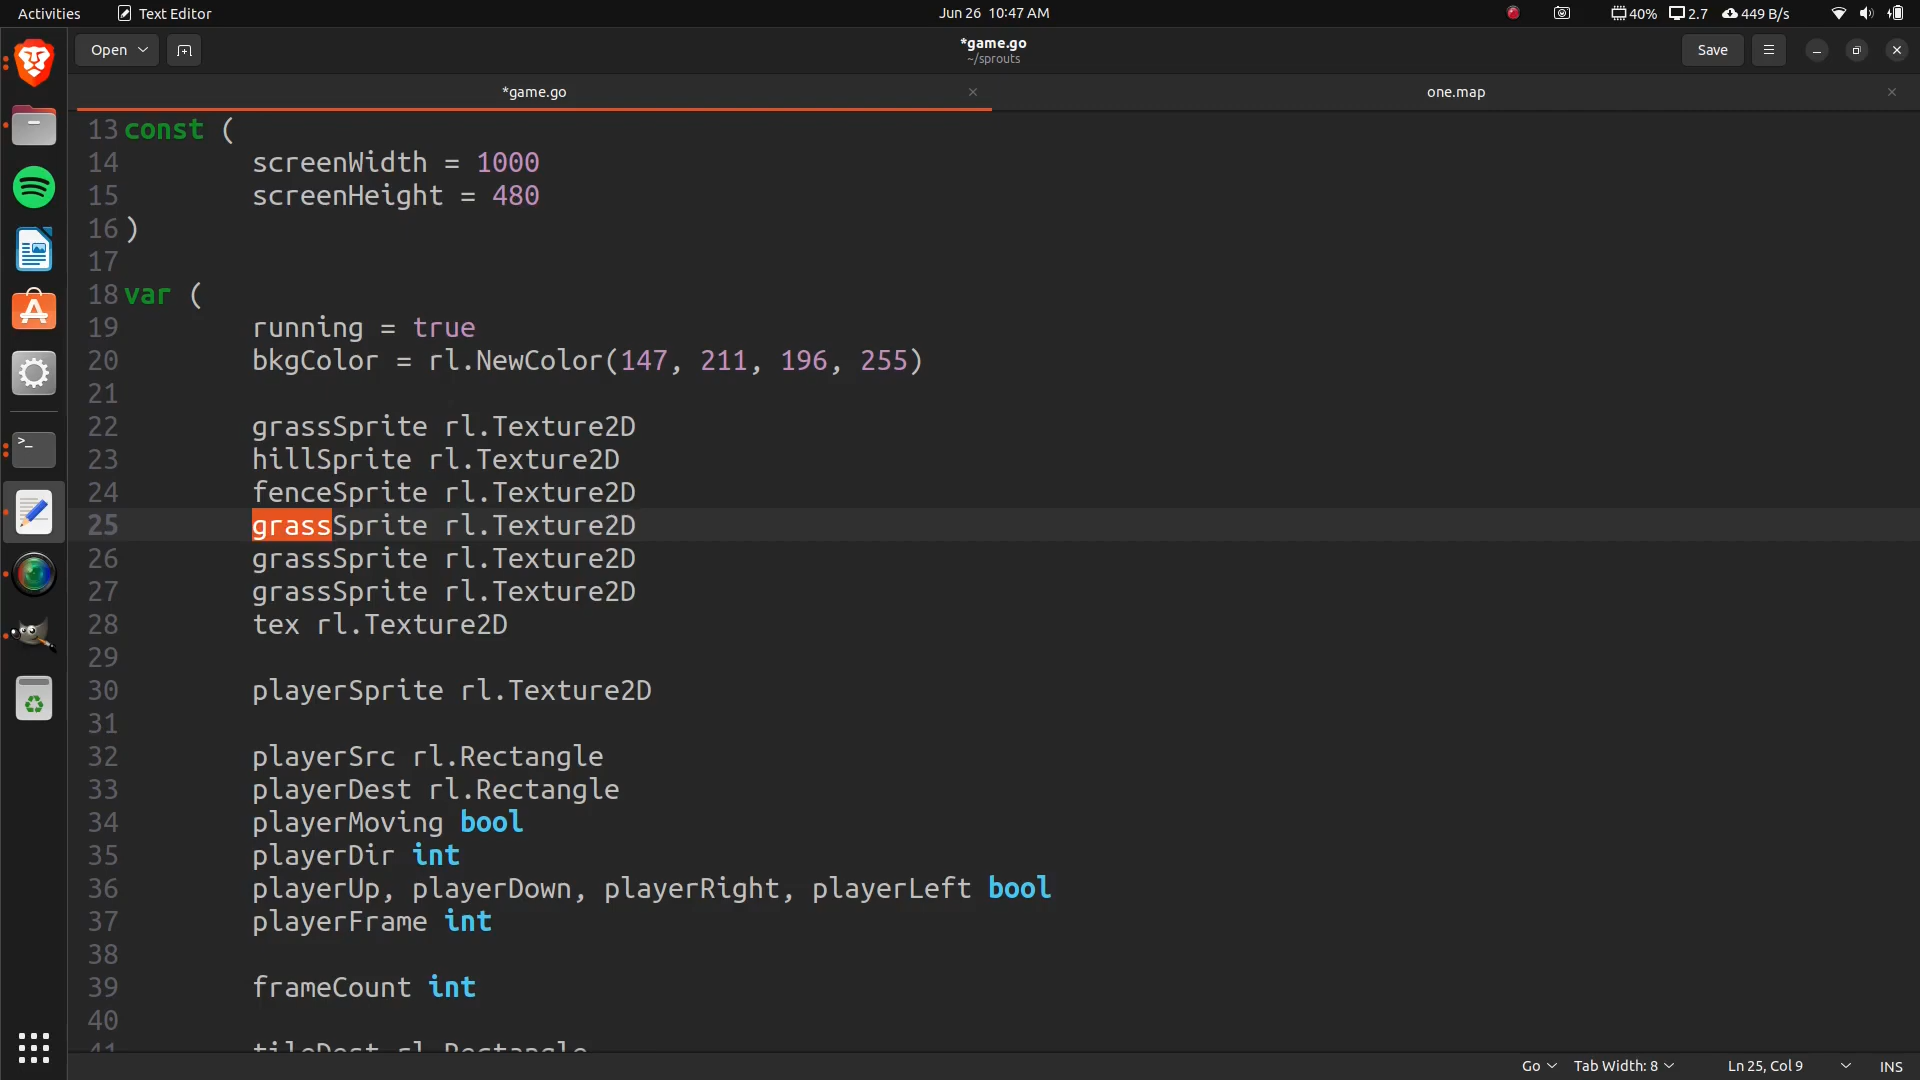 Activities Text Editor Jun 26 10:47 AM 40% 2.7 449 B/s
Open *game.go Save
~/sprouts
*game.go one.map
13 const (
14 screenWidth = 1000
15 screenHeight = 480
16 )
17
18 var (
19 running = true
20 bkgColor = rl.NewColor(147, 211, 196, 255)
21
22 grassSprite rl.Texture2D
23 hillSprite rl.Texture2D
24 fenceSprite rl.Texture2D
25 grassSprite rl.Texture2D
26 grassSprite rl.Texture2D
27 grassSprite rl.Texture2D
28 tex rl.Texture2D
29
30 playerSprite rl.Texture2D
31
32 playerSrc rl.Rectangle
33 playerDest rl.Rectangle
34 playerMoving bool
35 playerDir int
36 playerUp, playerDown, playerRight, playerLeft bool
37 playerFrame int
38
39 frameCount int
40
41 tileDest rl.Rectangle
Go Tab Width: 8 Ln 25, Col 9 INS